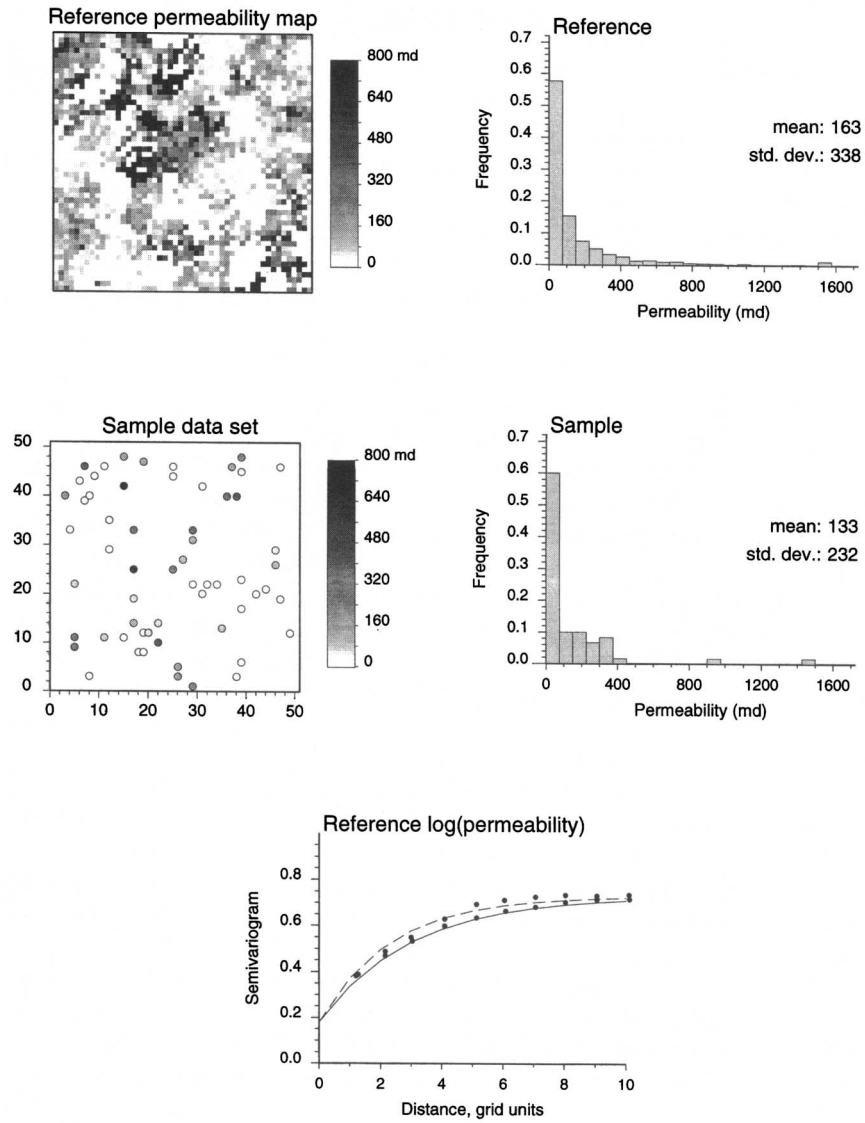 Reference permeability map
800 md
640
480
320
160
0
Reference
0.7
0.6
0.5
0.4
0.3
0.2
0.1
0.0
Frequency
mean: 163
std. dev.: 338
0 400 800 1200 1600
Permeability (md)
Sample data set
50
40
30
20
10
0
0 10 20 30 40 50
800 md
640
480
320
160
0
Sample
0.7
0.6
0.5
0.4
0.3
0.2
0.1
0.0
Frequency
mean: 133
std. dev.: 232
0 400 800 1200 1600
Permeability (md)
Reference log(permeability)
0.8
0.6
0.4
0.2
0.0
Semivariogram
0 2 4 6 8 10
Distance, grid units